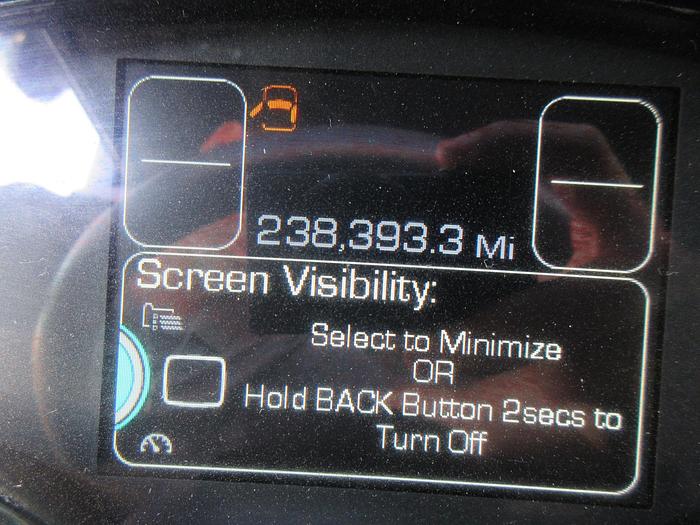 238,393.3 Mi
Screen Visibility:
Select to Minimize
OR
Hold BACK Button 2secs to
Turn Off